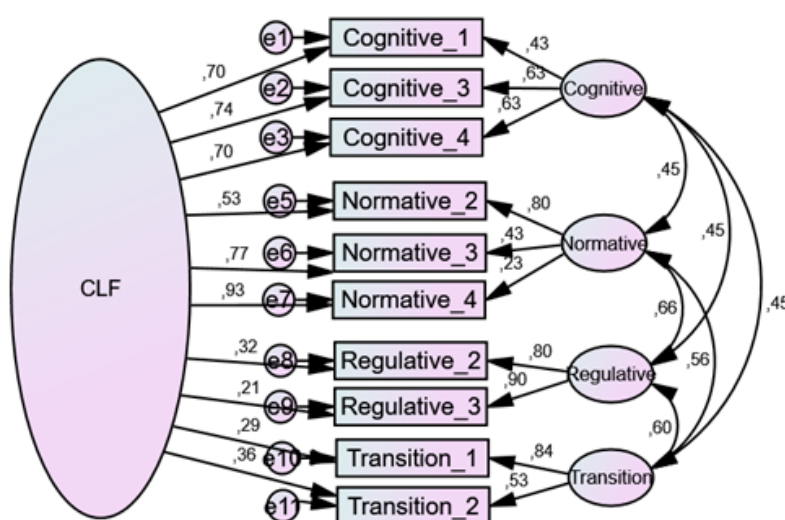 e1 Cognitive_1 ,43
,70 e2 Cognitive_3 ,63 Cognitive
,74 e3 Cognitive_4 ,63
,70
,45
,53 e5 Normative_2 ,80
,77 e6 Normative_3 ,43 Normative ,45
CLF ,93 e7 Normative_4 ,23
,66 ,45
,32 e8 Regulative_2 ,80 ,56
,21 e9 Regulative_3 ,90 Regulative
,29 e10 Transition_1 ,84 ,60
,36 e11 Transition_2 ,53 Transition